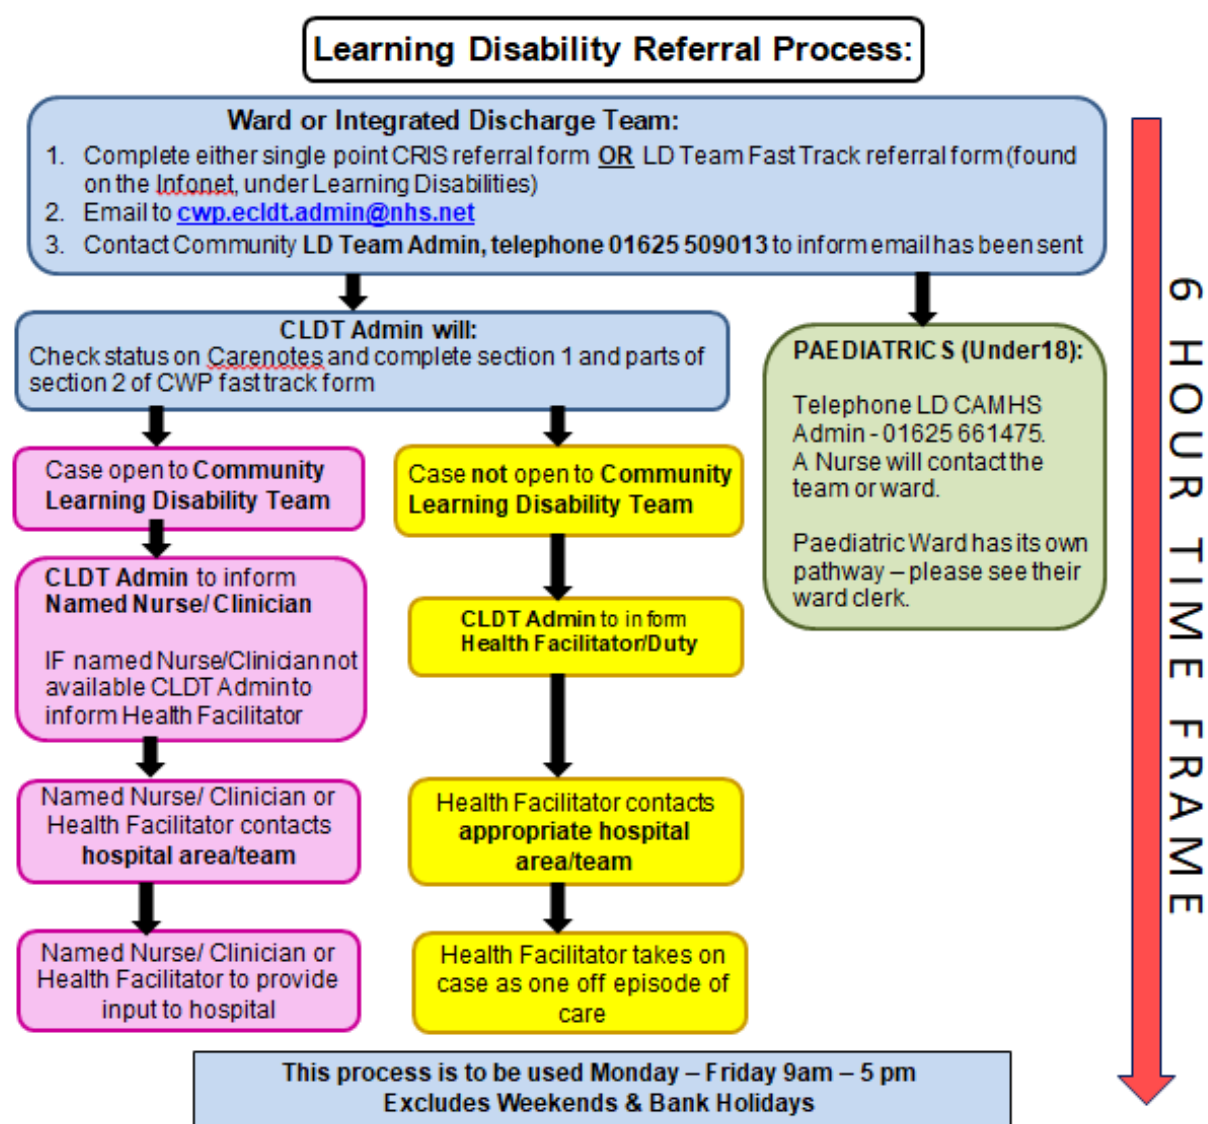 Learning Disability Referral Process:
Ward or Integrated Discharge Team:
1. Complete either single point CRIS referral form OR LD Team Fast Track referral form (found
on the Infonet, under Learning Disabilities)
2. Email to cwp.ecldt.admin@nhs.net
3. Contact Community LD Team Admin, telephone 01625 509013 to inform email has been sent
CLDT Admin will:
Check status on Carenotes and complete section 1 and parts of
section 2 of CWP fast track form
PAEDIATRICS (Under18):
Telephone LD CAMHS
Admin - 01625 661475.
A Nurse will contact the
team or ward.
Paediatric Ward has its own
pathway – please see their
ward clerk.
Case open to Community
Learning Disability Team
CLDT Admin to inform
Named Nurse/ Clinician
IF named Nurse/Clinician not
available CLDT Admin to
inform Health Facilitator
Named Nurse/ Clinician or
Health Facilitator contacts
hospital area/team
Named Nurse/ Clinician or
Health Facilitator to provide
input to hospital
Case not open to Community
Learning Disability Team
CLDT Admin to inform
Health Facilitator/Duty
Health Facilitator contacts
appropriate hospital
area/team
Health Facilitator takes on
case as one off episode of
care
6 HOUR TIME FRAME
This process is to be used Monday – Friday 9am – 5 pm
Excludes Weekends & Bank Holidays